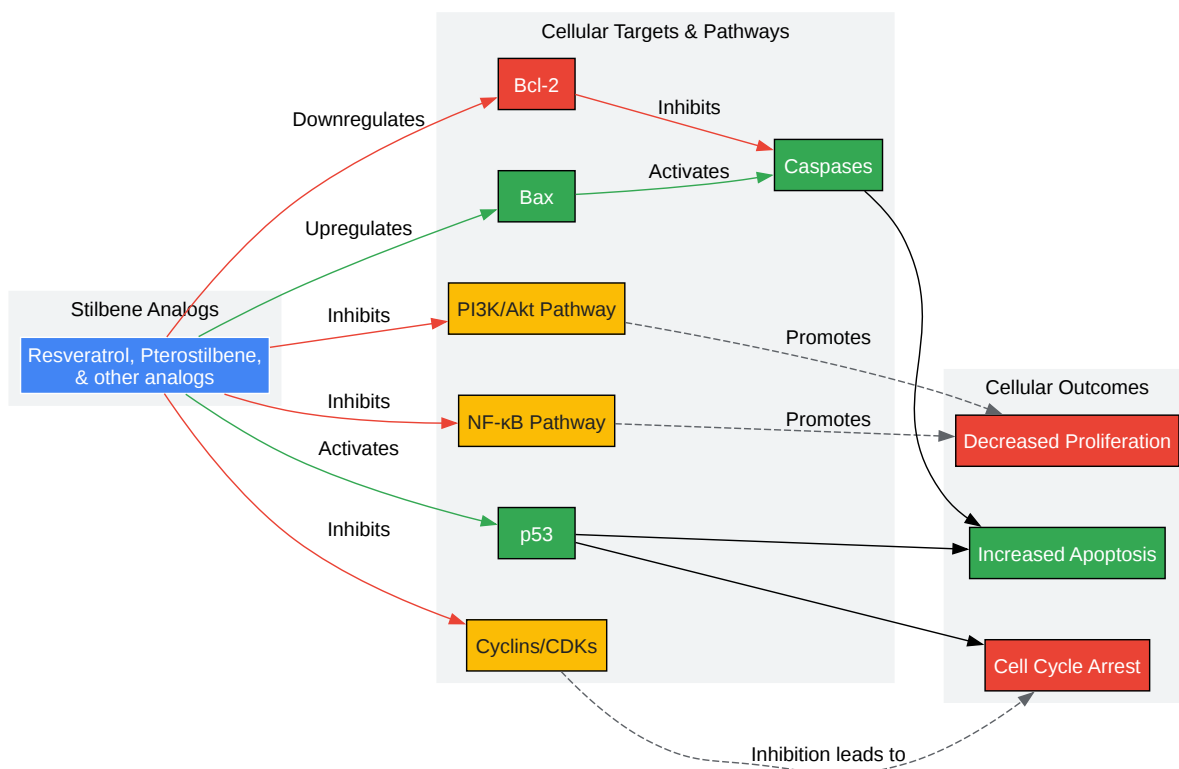 Cellular Targets & Pathways
Bcl-2
Downregulates
Inhibits
Caspases
Bax
Activates
Upregulates
Stilbene Analogs
Resveratrol, Pterostilbene,
& other analogs
Inhibits
PI3K/Akt Pathway
Promotes
Cellular Outcomes
Inhibits
NF-κB Pathway
Promotes
Decreased Proliferation
Activates
p53
Increased Apoptosis
Inhibits
Cyclins/CDKs
Cell Cycle Arrest
Inhibition leads to